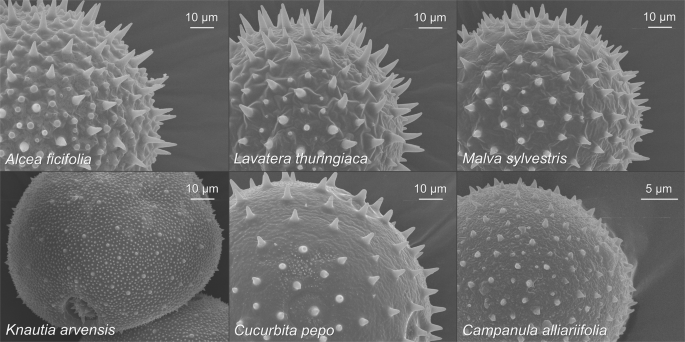 10 µm
Alcea ficifolia
10 µm
Lavatera thuringiaca
10 µm
Malva sylvestris
10 µm
Knautia arvensis
10 µm
Cucurbita pepo
5 µm
Campanula alliariifolia